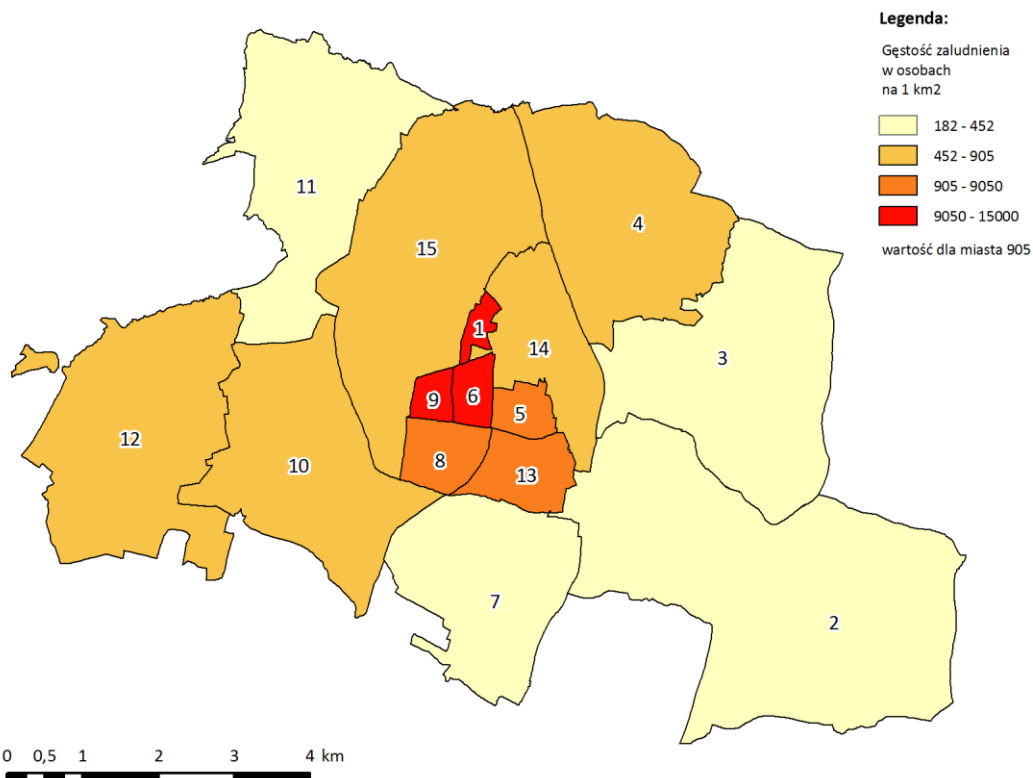 Legenda:
Gęstość zaludnienia
w osobach
na 1 km2
182 - 452
452 - 905
905 - 9050
9050 - 15000
wartość dla miasta 905
11
4
15
1
14
3
9
6
5
12
8
10
13
7
2
0 0,5 1 2 3 4 km